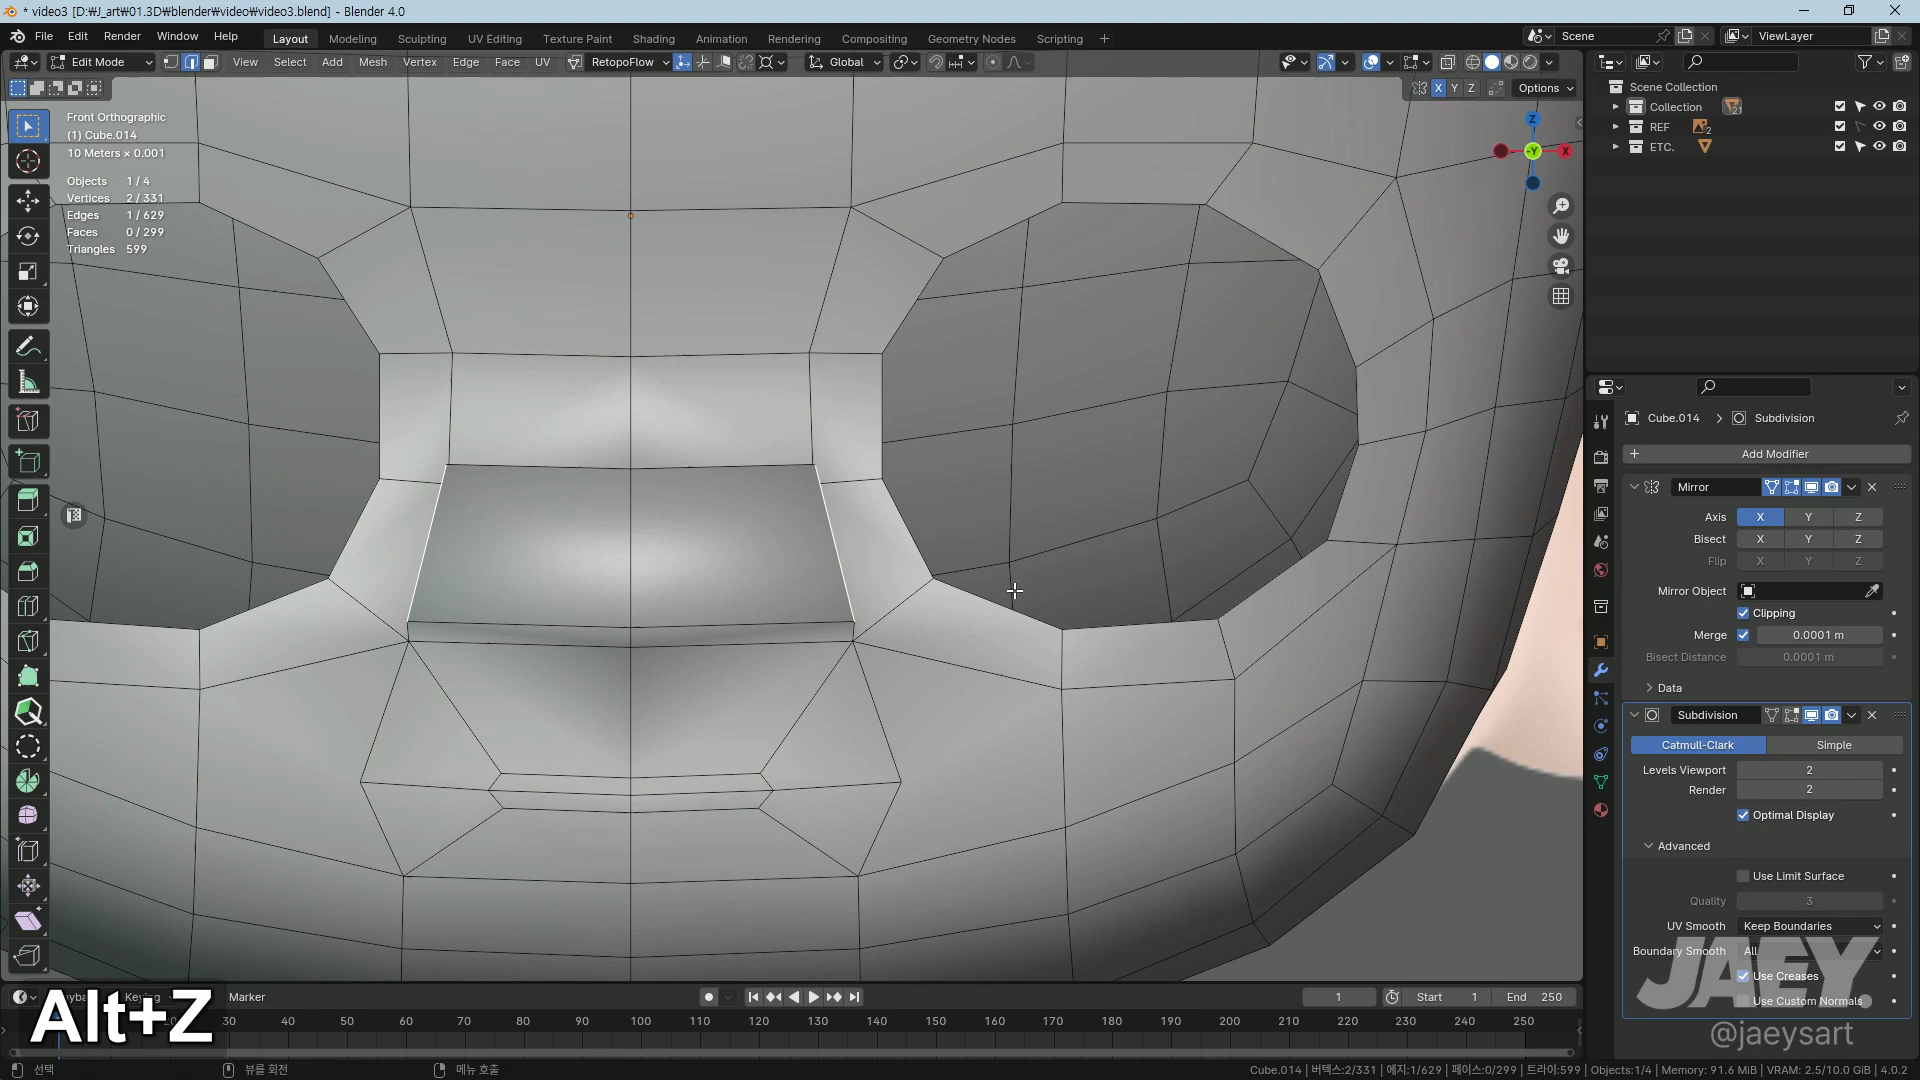 * video3 [D:₩J_art₩01.3D₩blender₩video₩video3.blend] - Blender 4.0
File Edit Render Window Help
Layout Modeling Sculpting UV Editing Texture Paint Shading Animation Rendering Compositing Geometry Nodes Scripting +
Scene
ViewLayer
Edit Mode View Select Add Mesh Vertex Edge Face UV RetopoFlow Global
X Y Z Options
Front Orthographic
(1) Cube.014
10 Meters × 0.001
Objects 1 / 4
Vertices 2 / 331
Edges 1 / 629
Faces 0 / 299
Triangles 599
Z
-Y
X
Scene Collection
Collection 21
REF 2
ETC.
Cube.014 > Subdivision
+ Add Modifier
Mirror
Axis X Y Z
Bisect X Y Z
Flip X Y Z
Mirror Object
Clipping
Merge 0.0001 m
Bisect Distance 0.0001 m
Data
Subdivision
Catmull-Clark Simple
Levels Viewport 2
Render 2
Optimal Display
Advanced
Use Limit Surface
Quality 3
UV Smooth Keep Boundaries
Boundary Smooth All
Use Creases
Use Custom Normals
JAEY.
@jaeysart
Keying Marker
1 Start 1 End 250
Alt+Z
30 40 50 60 70 80 90 100 110 120 130 140 150 160 170 180 190 200 210 220 230 240 250
선택 뷰를 회전 메뉴 호출
Cube.014 | 버텍스:2/331 | 에지:1/629 | 페이스:0/299 | 트라이:599 | Objects:1/4 | Memory: 91.6 MiB | VRAM: 2.5/10.0 GiB | 4.0.2